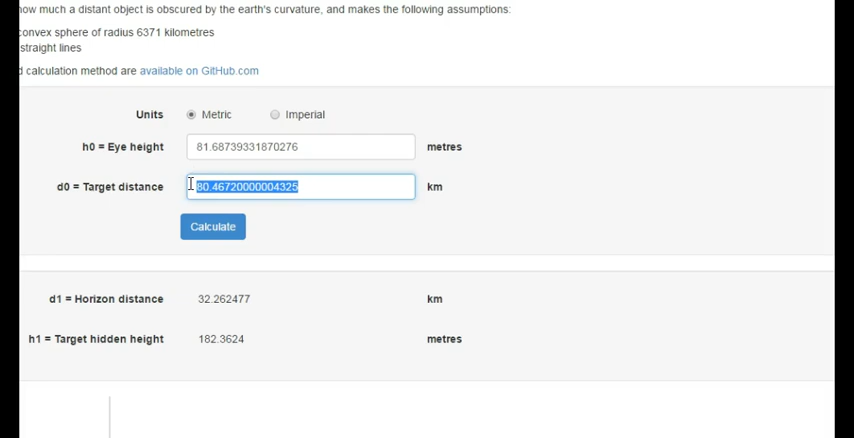 how much a distant object is obscured by the earth's curvature, and makes the following assumptions:
convex sphere of radius 6371 kilometres
straight lines
d calculation method are available on GitHub.com
Units Metric Imperial
h0 = Eye height 81.68739331870276 metres
d0 = Target distance 80.46720000004325 km
Calculate
d1 = Horizon distance 32.262477 km
h1 = Target hidden height 182.3624 metres